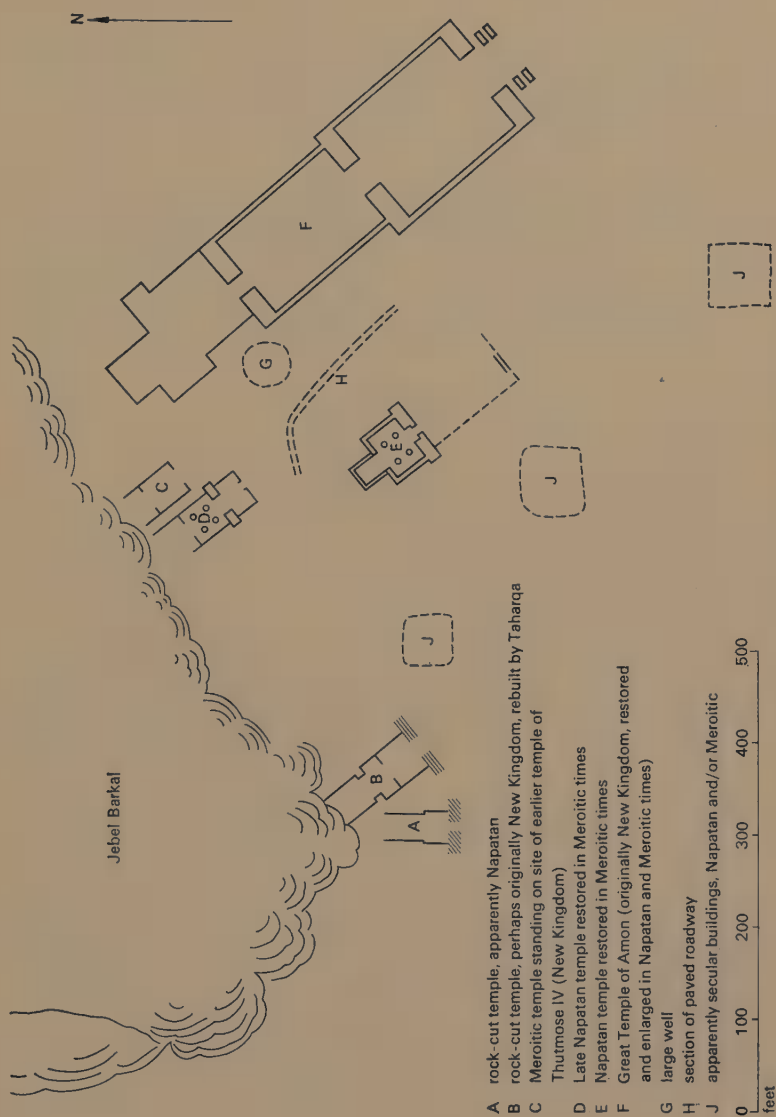 N
Jebel Barkal
F
G
H
C
D
E
J
J
J
B
A
A rock-cut temple, apparently Napatan
B rock-cut temple, perhaps originally New Kingdom, rebuilt by Taharqa
C Meroitic temple standing on site of earlier temple of
Thutmose IV (New Kingdom)
D Late Napatan temple restored in Meroitic times
E Napatan temple restored in Meroitic times
F Great Temple of Amon (originally New Kingdom, restored
and enlarged in Napatan and Meroitic times)
G large well
H section of paved roadway
J apparently secular buildings, Napatan and/or Meroitic
0 100 200 300 400 500
feet